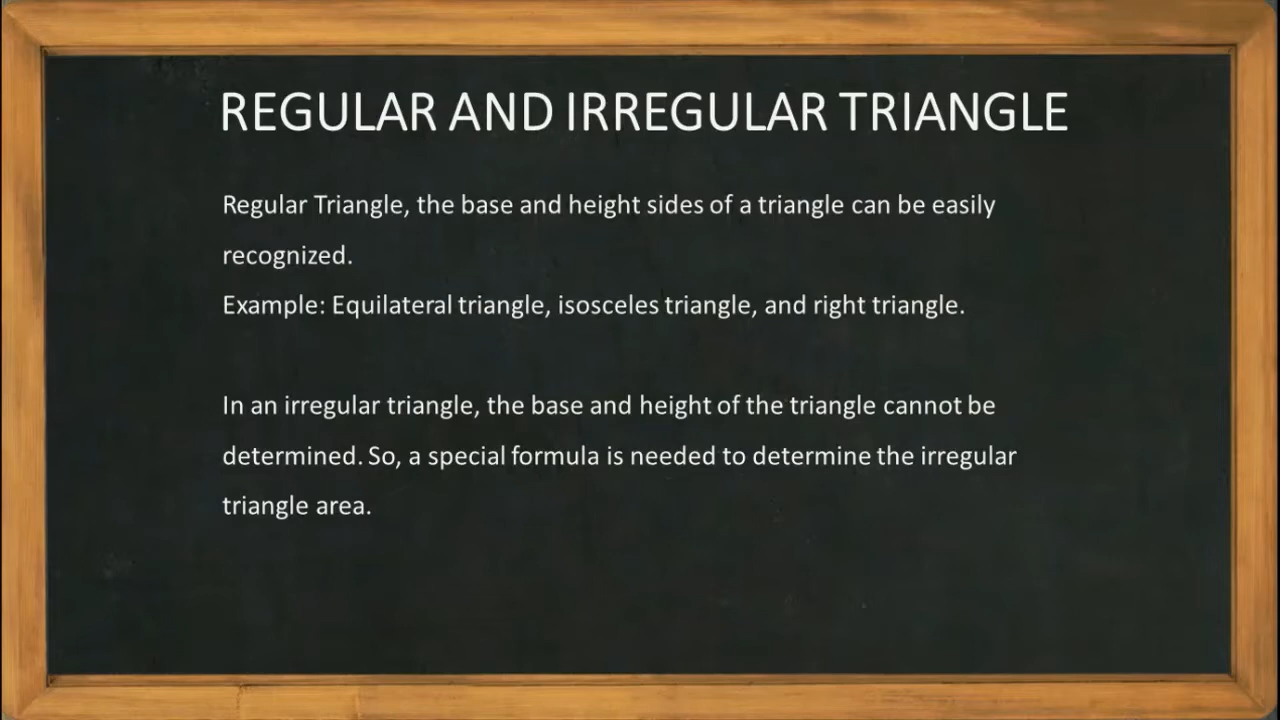 REGULAR AND IRREGULAR TRIANGLE
Regular Triangle, the base and height sides of a triangle can be easily
recognized.
Example: Equilateral triangle, isosceles triangle, and right triangle.
In an irregular triangle, the base and height of the triangle cannot be
determined. So, a special formula is needed to determine the irregular
triangle area.